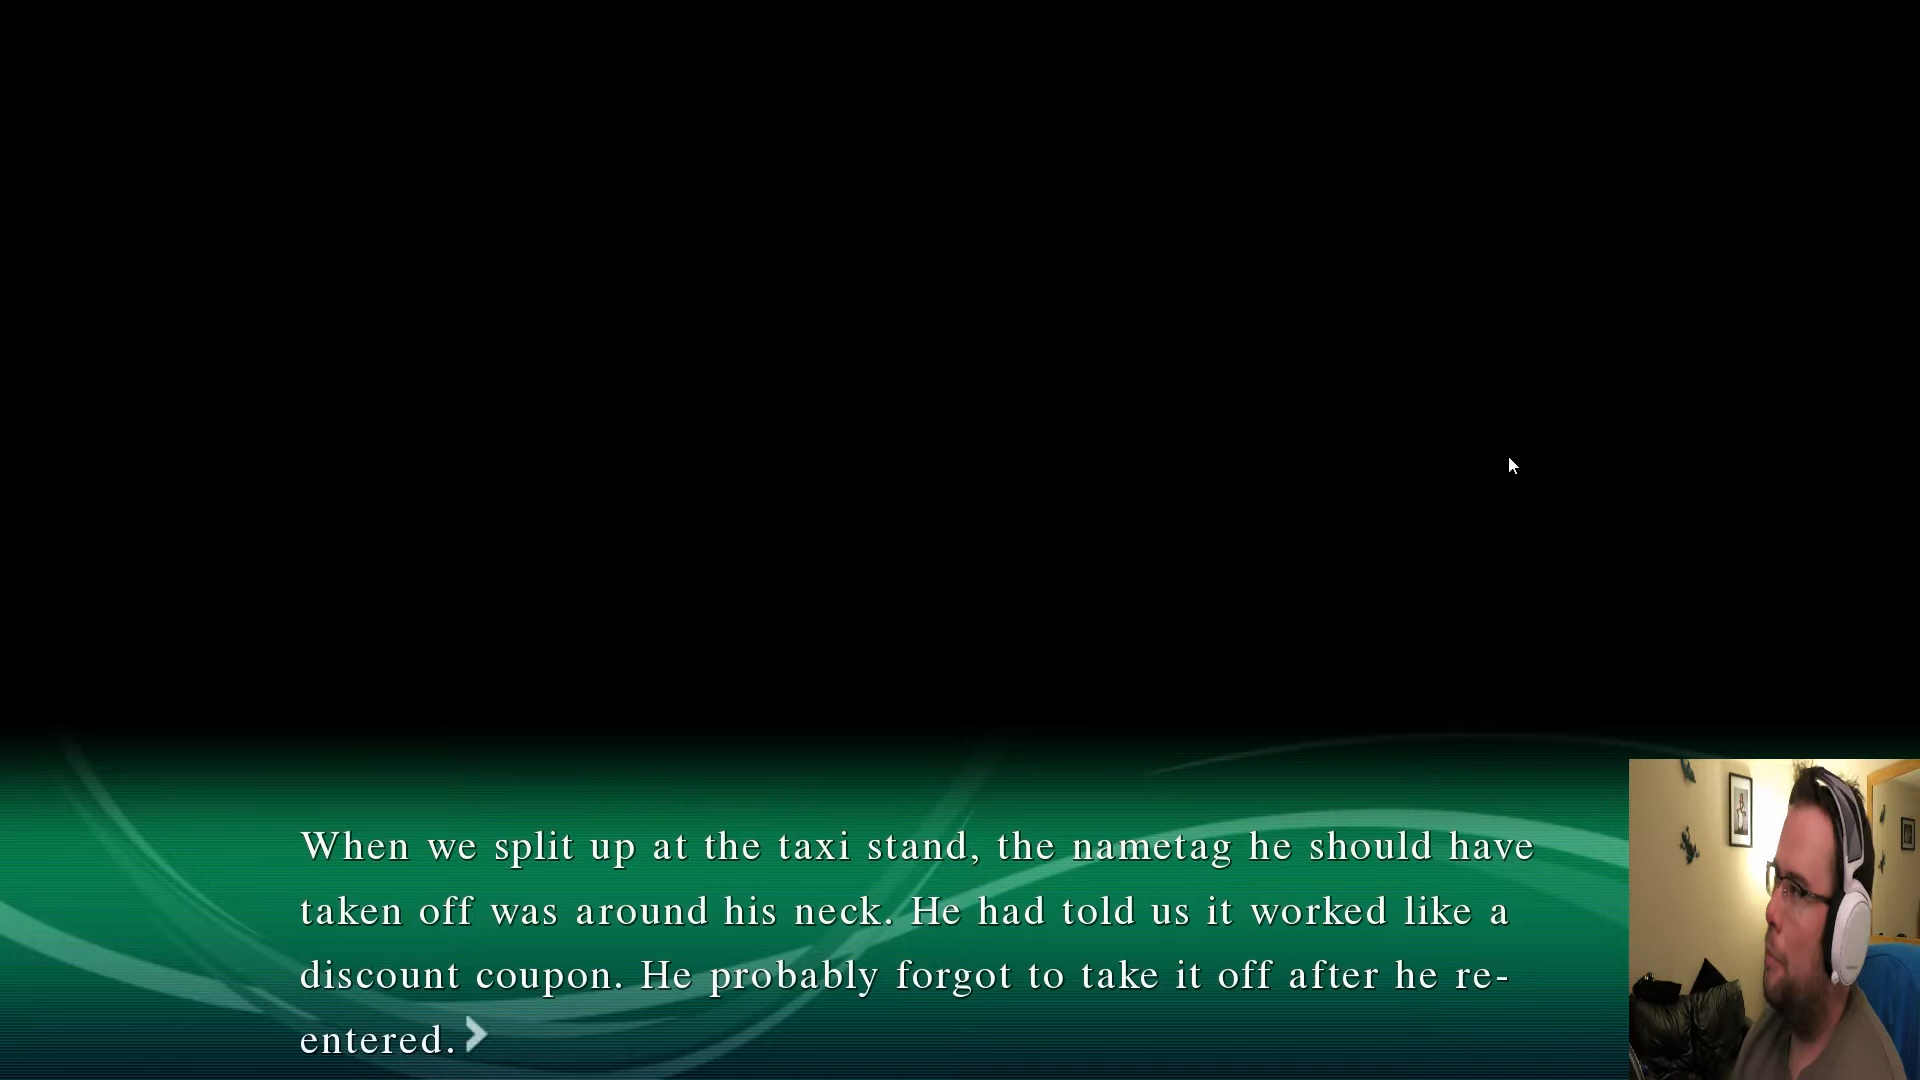 When we split up at the taxi stand, the nametag he should have
taken off was around his neck. He had told us it worked like a
discount coupon. He probably forgot to take it off after he re-
entered.